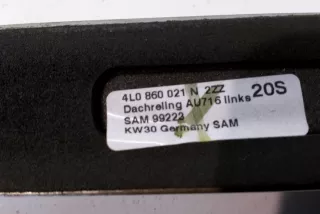 4L0 860 021 N 2ZZ 20S
Dachreling AU716 links
SAM 99222
KW30 Germany SAM